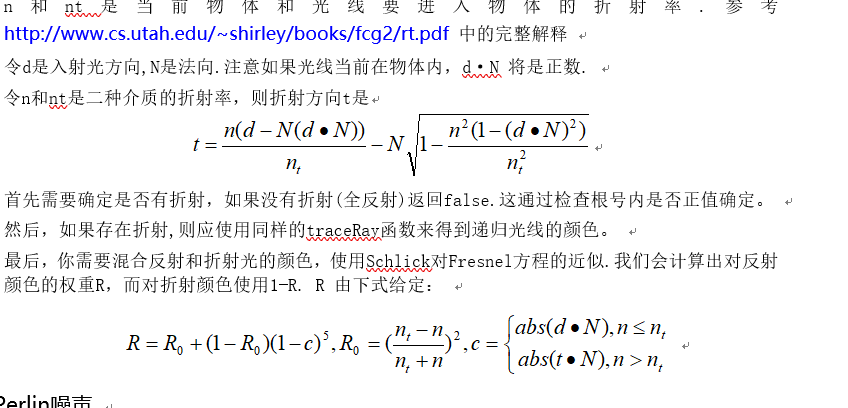 n 和 nt 是当前物体和光线要进入物体的折射率.参考
http://www.cs.utah.edu/~shirley/books/fcg2/rt.pdf 中的完整解释
令d是入射光方向,N是法向.注意如果光线当前在物体内，d·N 将是正数.
令n和nt是二种介质的折射率，则折射方向t是
t = \frac{n(d − N(d • N))}{n_t} − N \sqrt{1 − \frac{n^2(1 − (d • N)^2)}{n_t^2}}
首先需要确定是否有折射，如果没有折射(全反射)返回false.这通过检查根号内是否正值确定。
然后，如果存在折射,则应使用同样的traceRay函数来得到递归光线的颜色。
最后，你需要混合反射和折射光的颜色，使用Schlick对Fresnel方程的近似.我们会计算出对反射
颜色的权重R，而对折射颜色使用1-R. R 由下式给定：
R = R_0 + (1 − R_0)(1 − c)^5, R_0 = (\frac{n_t − n}{n_t + n})^2, c = \begin{cases} abs(d • N), n ≤ n_t \\ abs(t • N), n > n_t \end{cases}
Perlin噪声